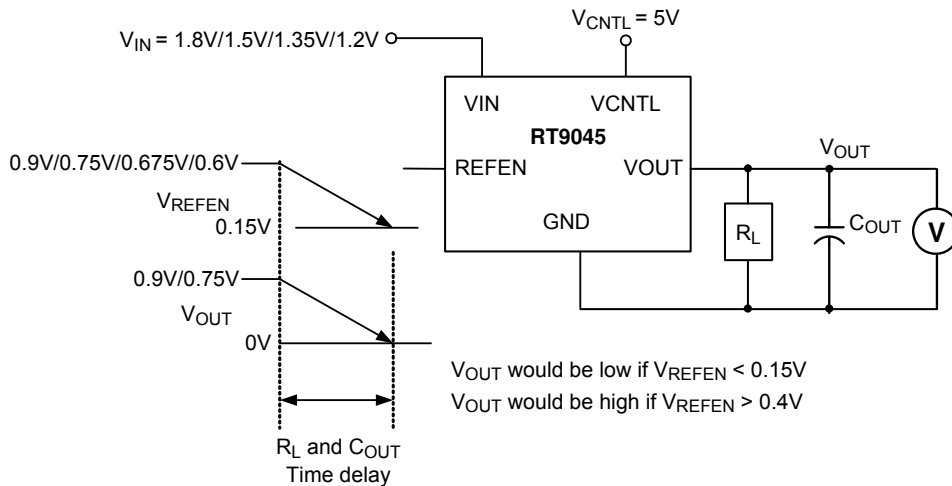 V_CNTL = 5V
V_IN = 1.8V/1.5V/1.35V/1.2V
VIN
VCNTL
RT9045
0.9V/0.75V/0.675V/0.6V
REFEN
VOUT
V_OUT
V_REFEN
0.15V
GND
R_L
C_OUT
V
0.9V/0.75V
V_OUT
0V
V_OUT would be low if V_REFEN < 0.15V
V_OUT would be high if V_REFEN > 0.4V
R_L and C_OUT
Time delay